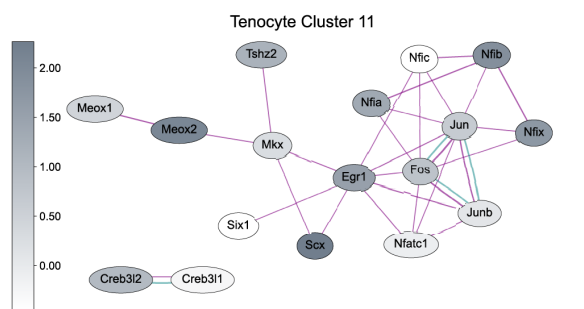 Tenocyte Cluster 11
Tshz2
Nfic
Nfib
2.00
Meox1
Nfia
Meox2
Jun
Nfix
1.50
Mkx
Fos
1.00
Egr1
Junb
0.50
Six1
Scx
Nfatc1
0.00
Creb3l2
Creb3l1